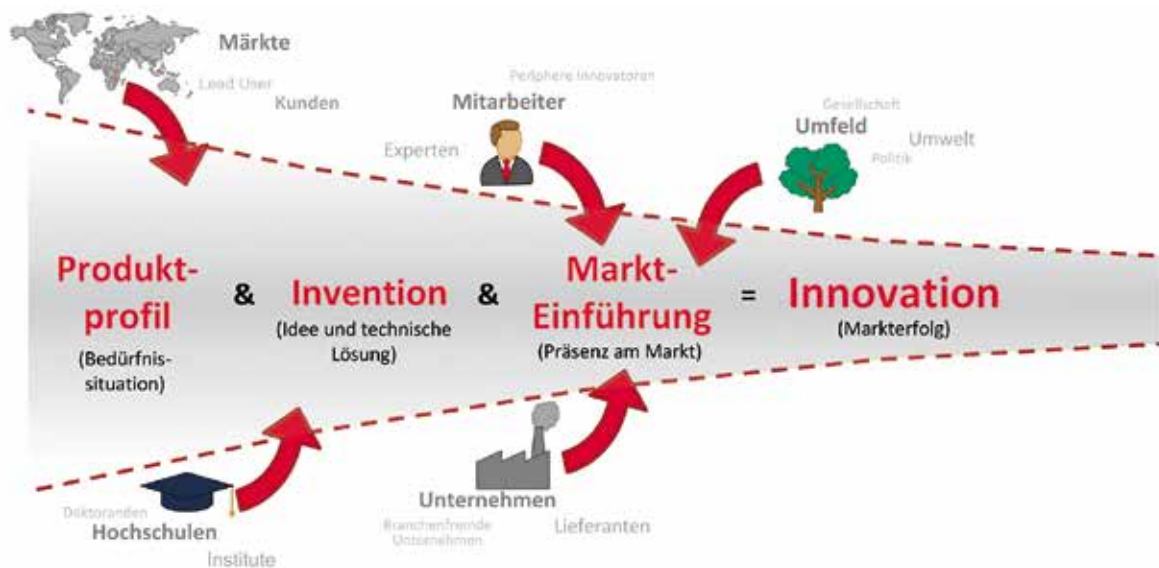 Märkte
Lead User
Kunden
Periphere Innovatoren
Mitarbeiter
Experten
Gesellschaft
Umfeld
Umwelt
Politik
Produkt-
profil
(Bedürfnis-
situation)
&
Invention
(Idee und technische
Lösung)
&
Markt-
Einführung
(Präsenz am Markt)
=
Innovation
(Markterfolg)
Doktoranden
Hochschulen
Institute
Unternehmen
Branchenfremde
Unternehmen
Lieferanten